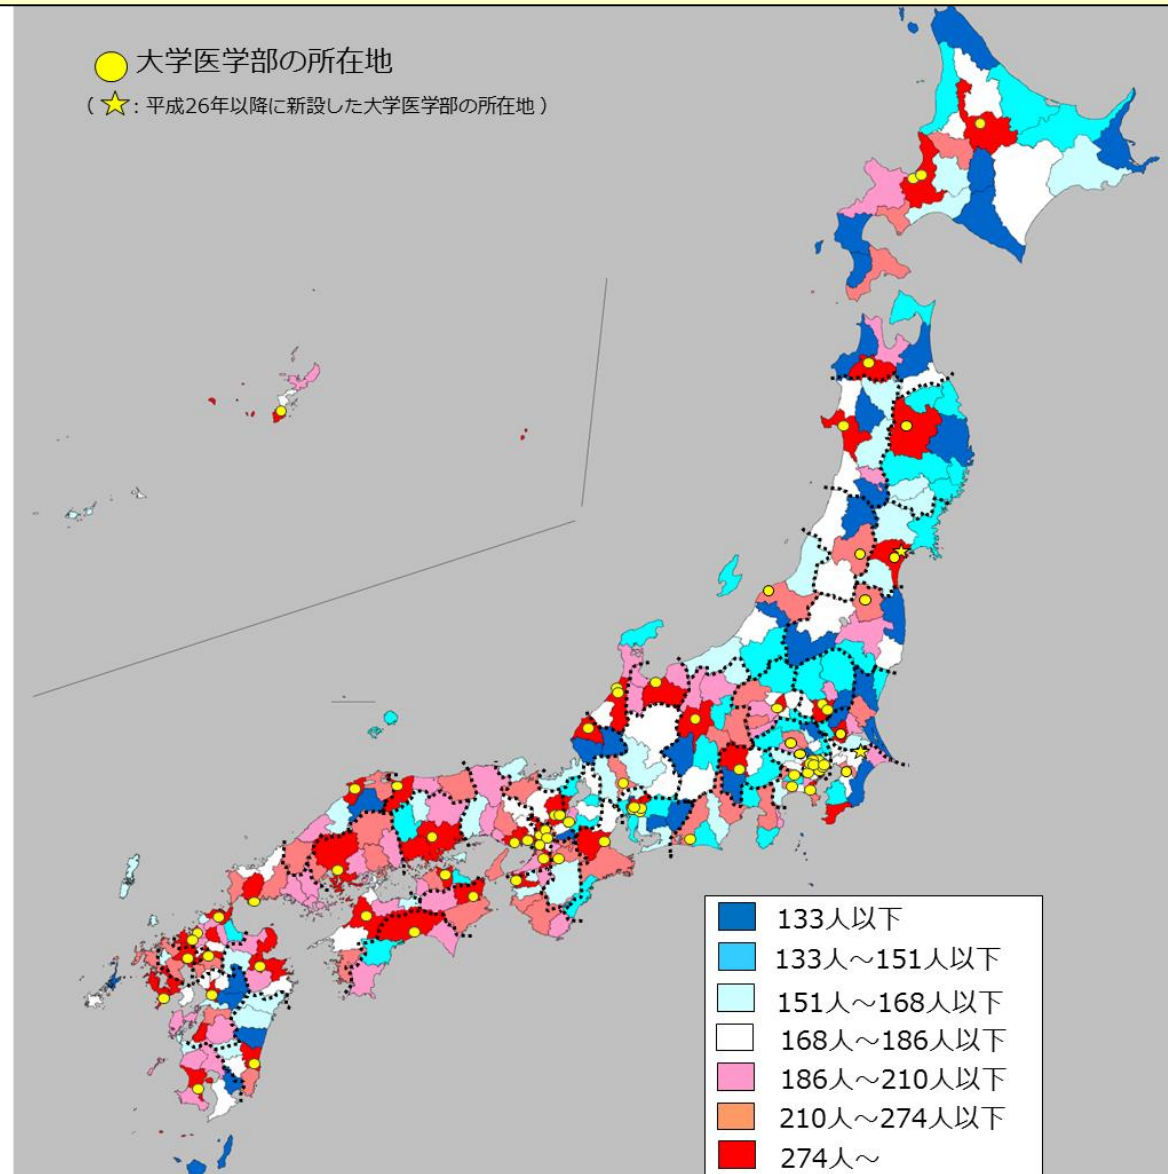 大学医学部の所在地
（ ☆：平成26年以降に新設した大学医学部の所在地 ）
133人以下
133人～151人以下
151人～168人以下
168人～186人以下
186人～210人以下
210人～274人以下
274人～